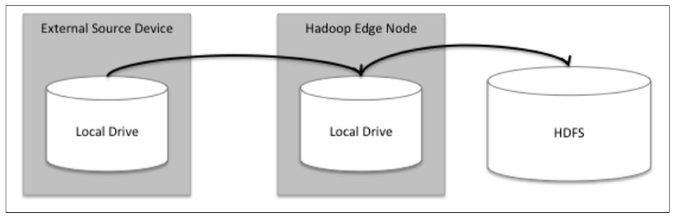 External Source Device
Hadoop Edge Node
Local Drive
Local Drive
HDFS